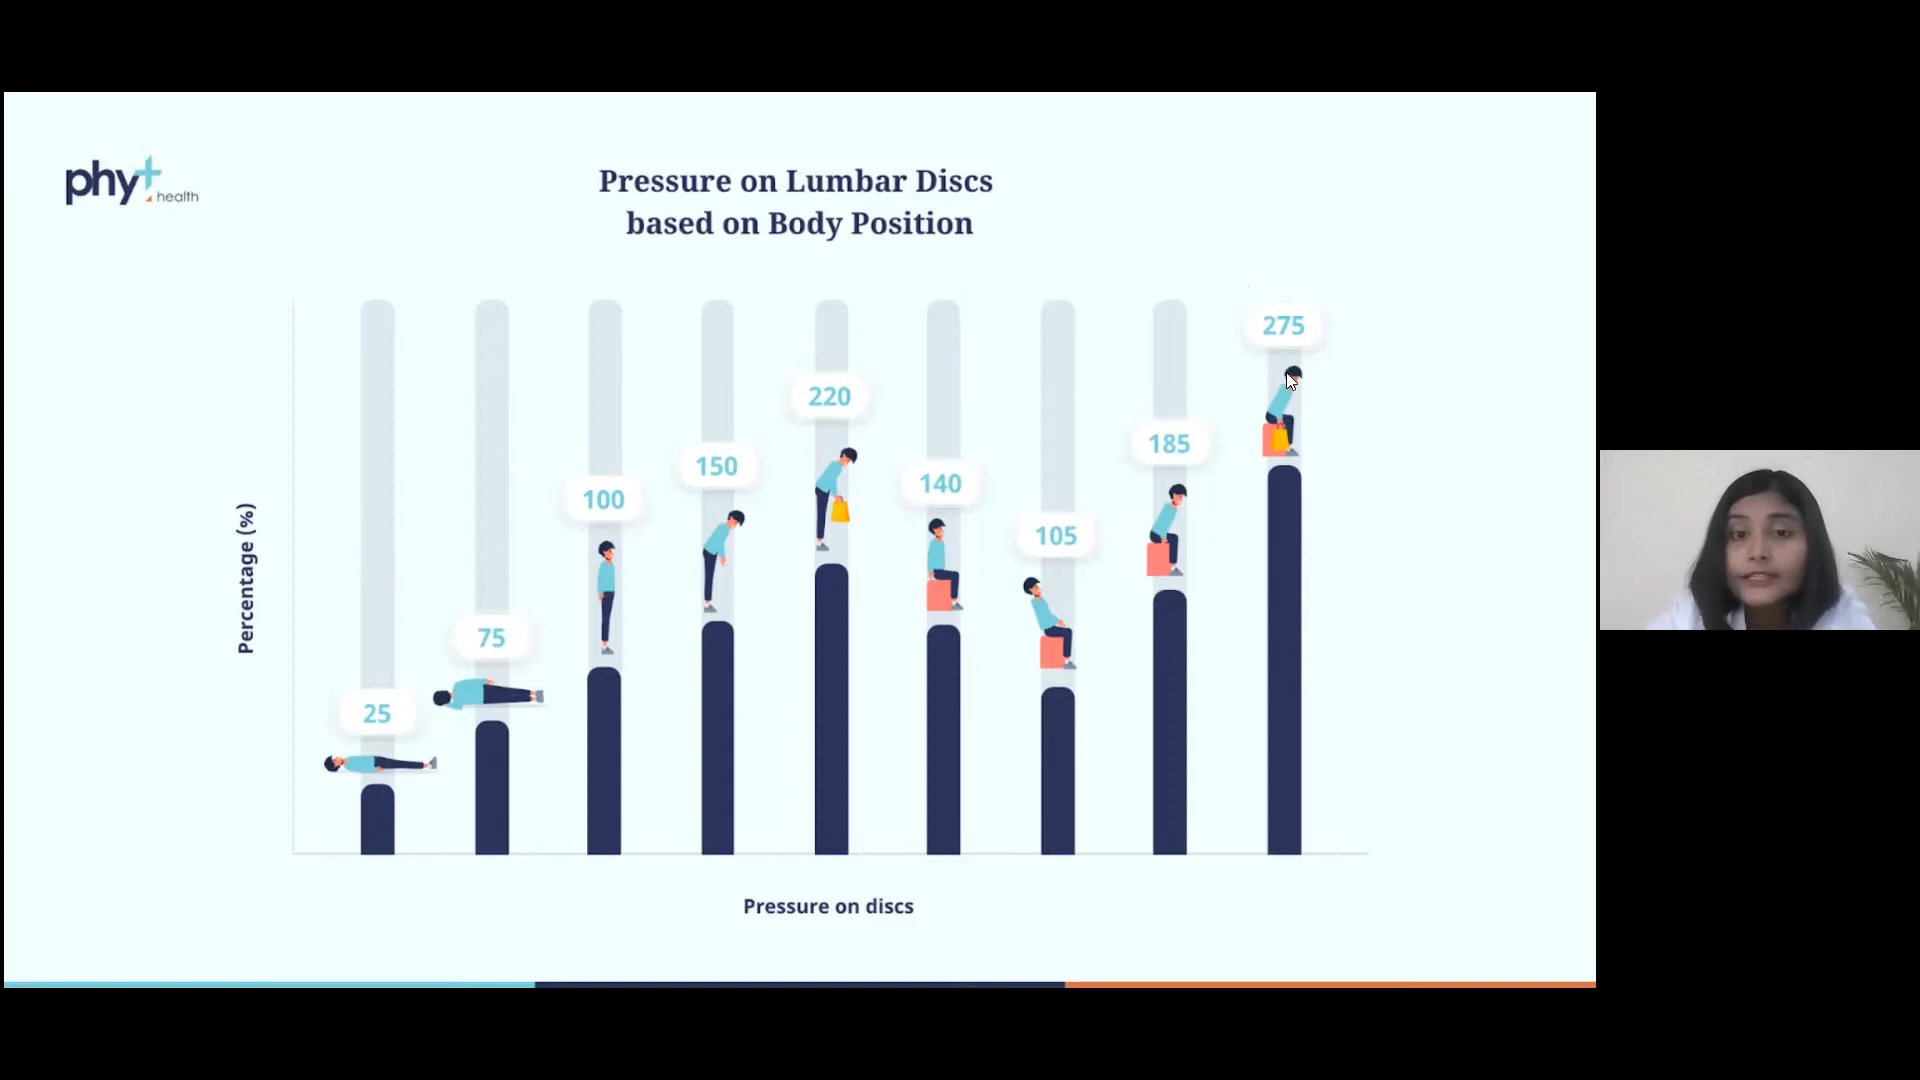 phy+
health
Pressure on Lumbar Discs
based on Body Position
275
220
185
150
140
100
105
75
25
Percentage (%)
Pressure on discs